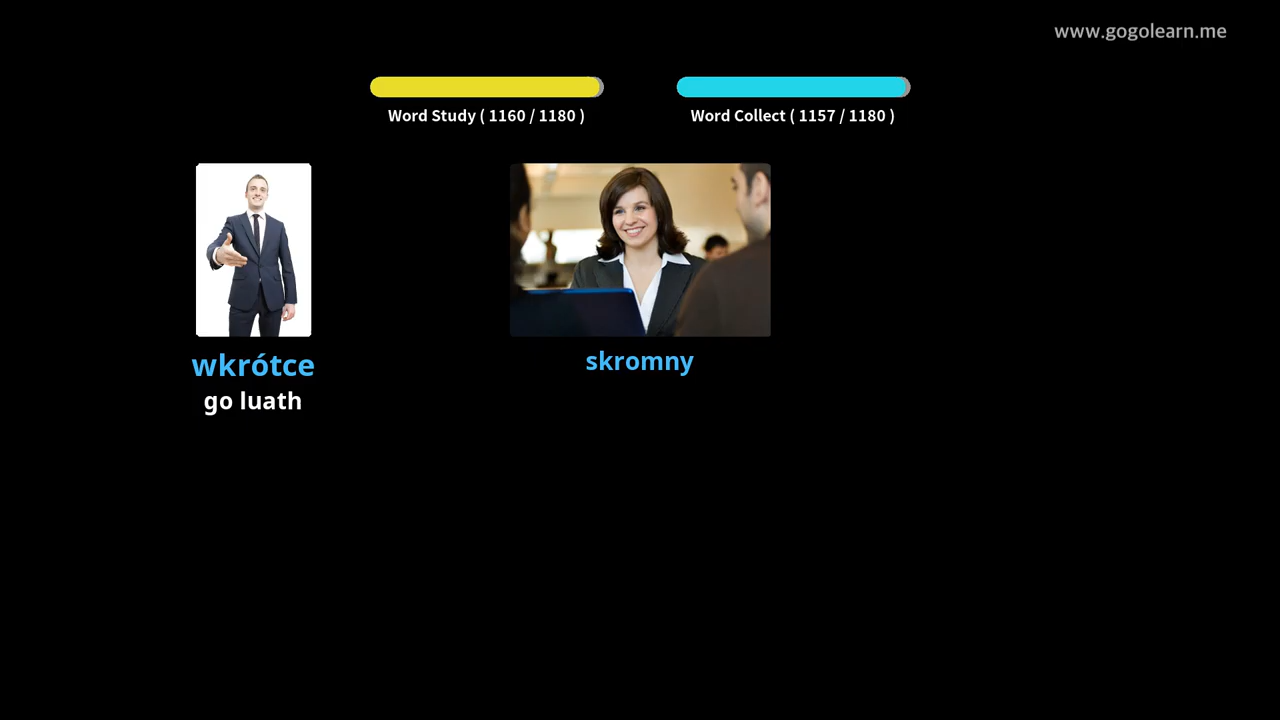 www.gogolearn.me
Word Study ( 1160 / 1180 )
Word Collect ( 1157 / 1180 )
wkrótce
go luath
skromny